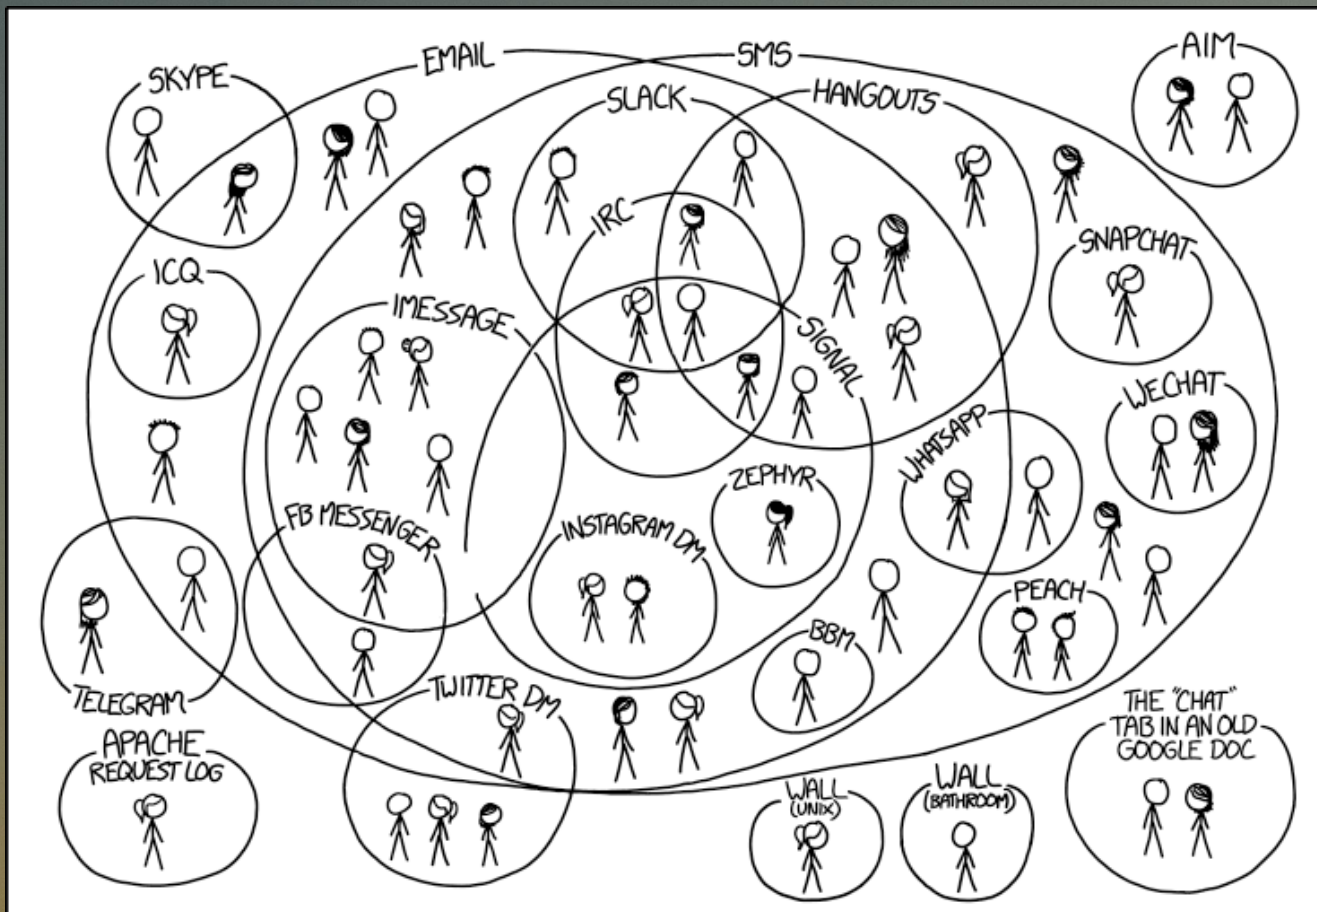 EMAIL
SMS
AIM
SKYPE
SLACK
HANGOUTS
IRC
SNAPCHAT
ICQ
IMESSAGE
SIGNAL
WECHAT
WHATSAPP
ZEPHYR
FB MESSENGER
INSTAGRAM DM
PEACH
BBM
TELEGRAM
TWITTER DM
THE "CHAT"
TAB IN AN OLD
GOOGLE DOC
APACHE
REQUEST LOG
WALL
(UNIX)
WALL
(BATHROOM)